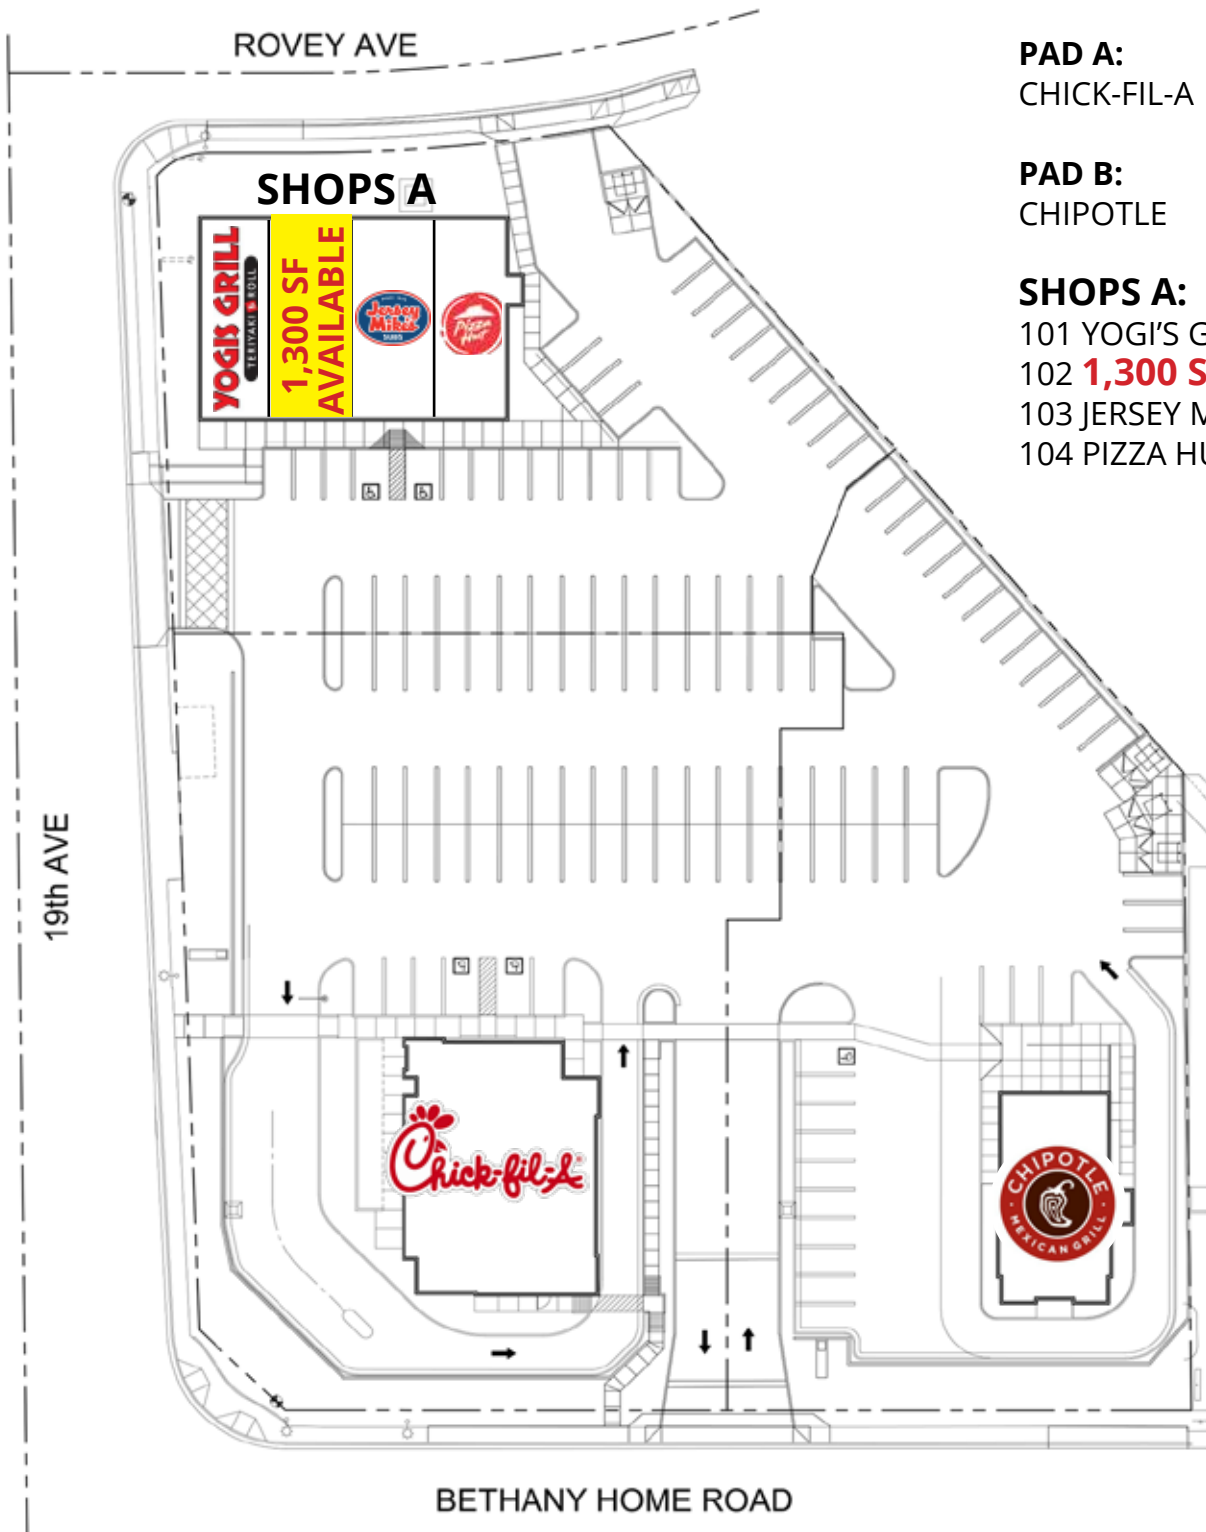 ROVEY AVE
PAD A:
CHICK-FIL-A
PAD B:
CHIPOTLE
SHOPS A:
101 YOGI'S G
102 1,300 S
103 JERSEY M
104 PIZZA HU
SHOPS A
YOGIS GRILL
TERIYAKI & ROLL
1,300 SF
AVAILABLE
Jersey
Mike's
SUBS
Pizza
Hut
19th AVE
Chick-fil-A
CHIPOTLE
MEXICAN GRILL
BETHANY HOME ROAD